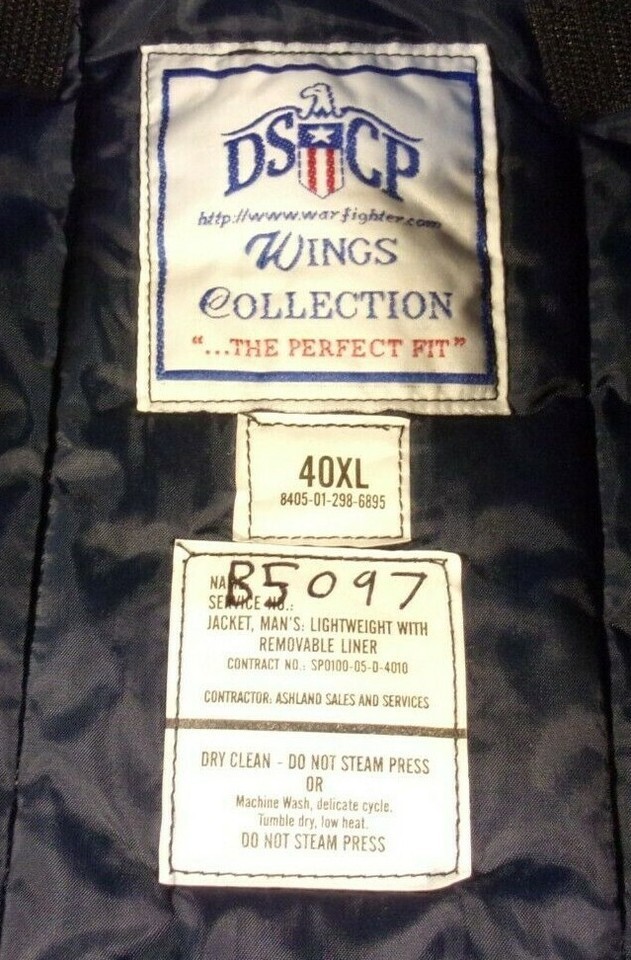 DSCP
http://www.warfighter.com
WINGS
COLLECTION
"...THE PERFECT FIT"
40XL
8405-01-298-6895
B5097
SERVICE NO.:
JACKET, MAN'S: LIGHTWEIGHT WITH
REMOVABLE LINER
CONTRACT NO.: SP0100-05-D-4010
CONTRACTOR: ASHLAND SALES AND SERVICES
DRY CLEAN - DO NOT STEAM PRESS
OR
Machine Wash, delicate cycle.
Tumble dry, low heat.
DO NOT STEAM PRESS